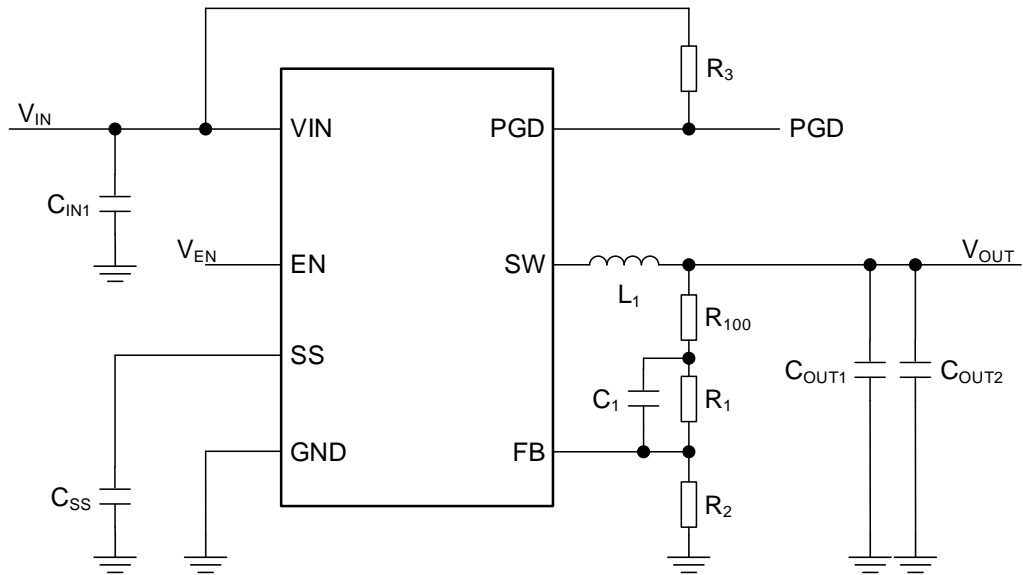 R3
VIN
VIN
PGD
PGD
CIN1
VEN
EN
SW
VOUT
L1
R100
SS
COUT1
COUT2
C1
R1
GND
FB
CSS
R2